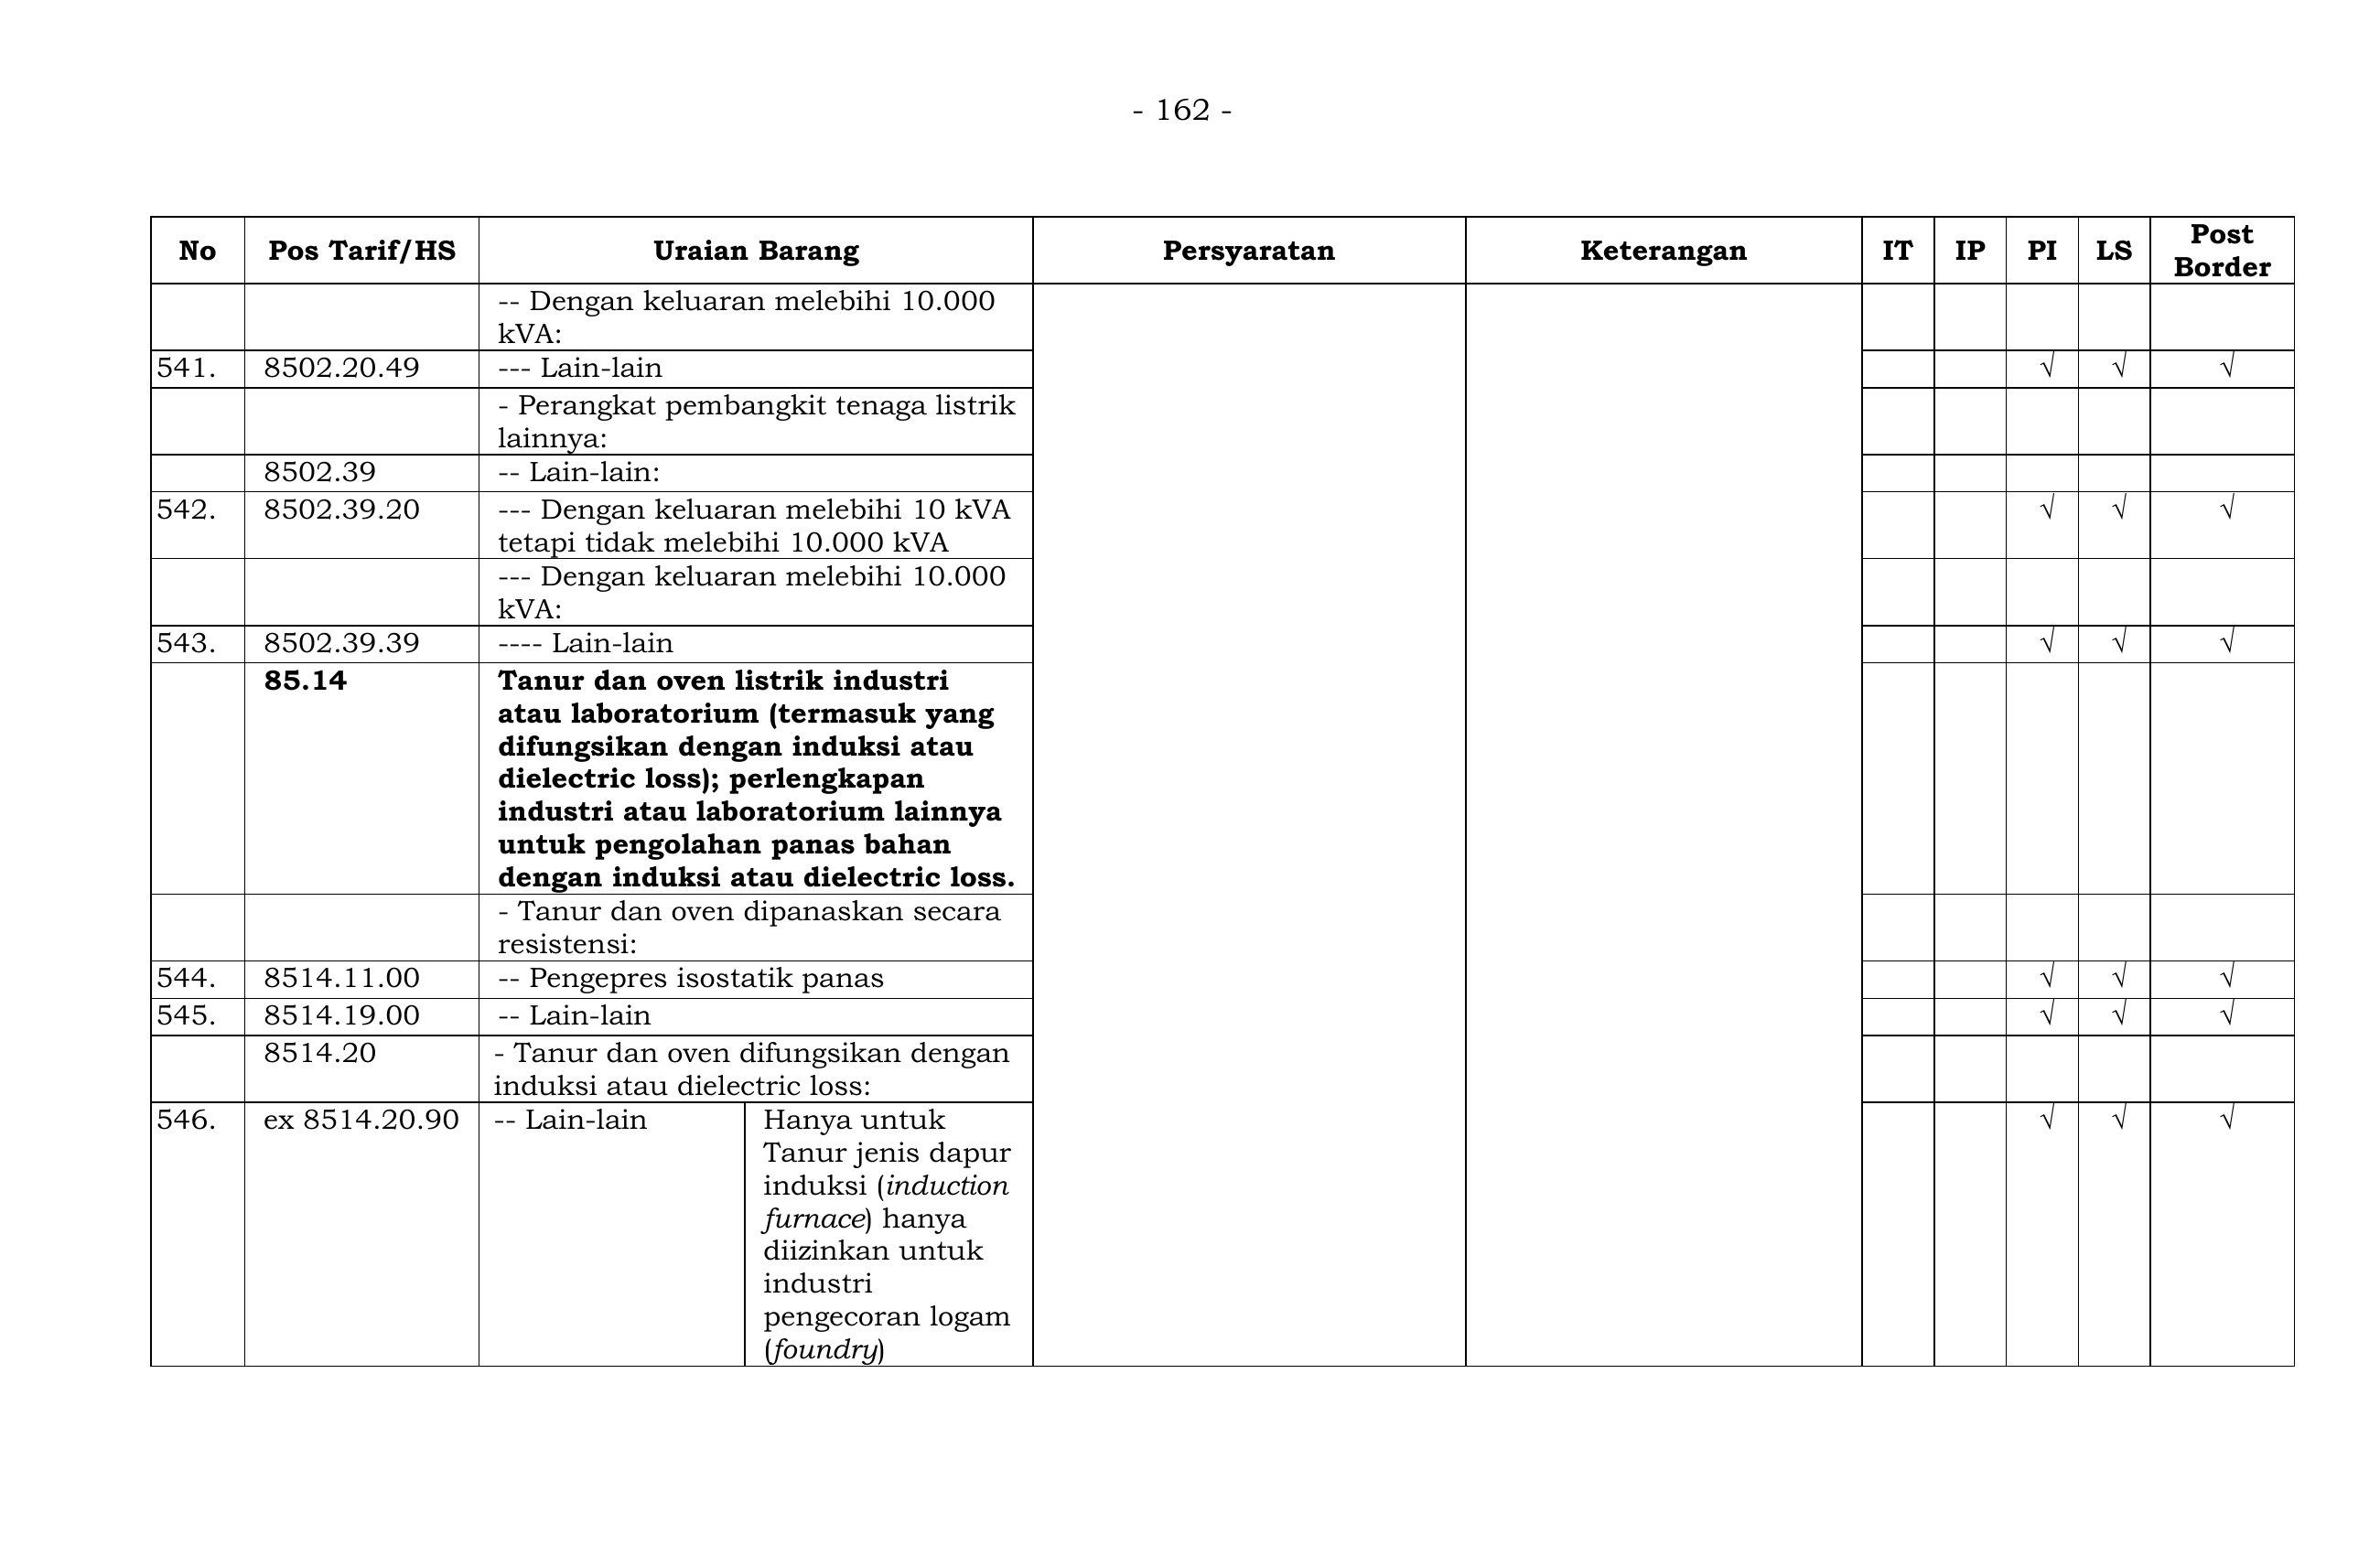 - 162 -
No Pos Tarif/HS Uraian Barang Persyaratan Keterangan IT IP PI LS Post
Border
-- Dengan keluaran melebihi 10.000
kVA:
541. 8502.20.49 --- Lain-lain √ √ √
- Perangkat pembangkit tenaga listrik
lainnya:
8502.39 -- Lain-lain:
542. 8502.39.20 --- Dengan keluaran melebihi 10 kVA √ √ √
tetapi tidak melebihi 10.000 kVA
--- Dengan keluaran melebihi 10.000
kVA:
543. 8502.39.39 ---- Lain-lain √ √ √
85.14 Tanur dan oven listrik industri
atau laboratorium (termasuk yang
difungsikan dengan induksi atau
dielectric loss); perlengkapan
industri atau laboratorium lainnya
untuk pengolahan panas bahan
dengan induksi atau dielectric loss.
- Tanur dan oven dipanaskan secara
resistensi:
544. 8514.11.00 -- Pengepres isostatik panas √ √ √
545. 8514.19.00 -- Lain-lain √ √ √
8514.20 - Tanur dan oven difungsikan dengan
induksi atau dielectric loss:
546. ex 8514.20.90 -- Lain-lain Hanya untuk √ √ √
Tanur jenis dapur
induksi (induction
furnace) hanya
diizinkan untuk
industri
pengecoran logam
(foundry)